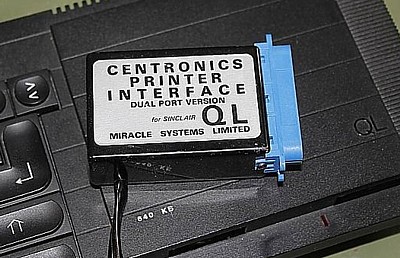 CENTRONICS
PRINTER
INTERFACE
DUAL PORT VERSION
for SINCLAIR QL
MIRACLE SYSTEMS LIMITED
QL
640 KB